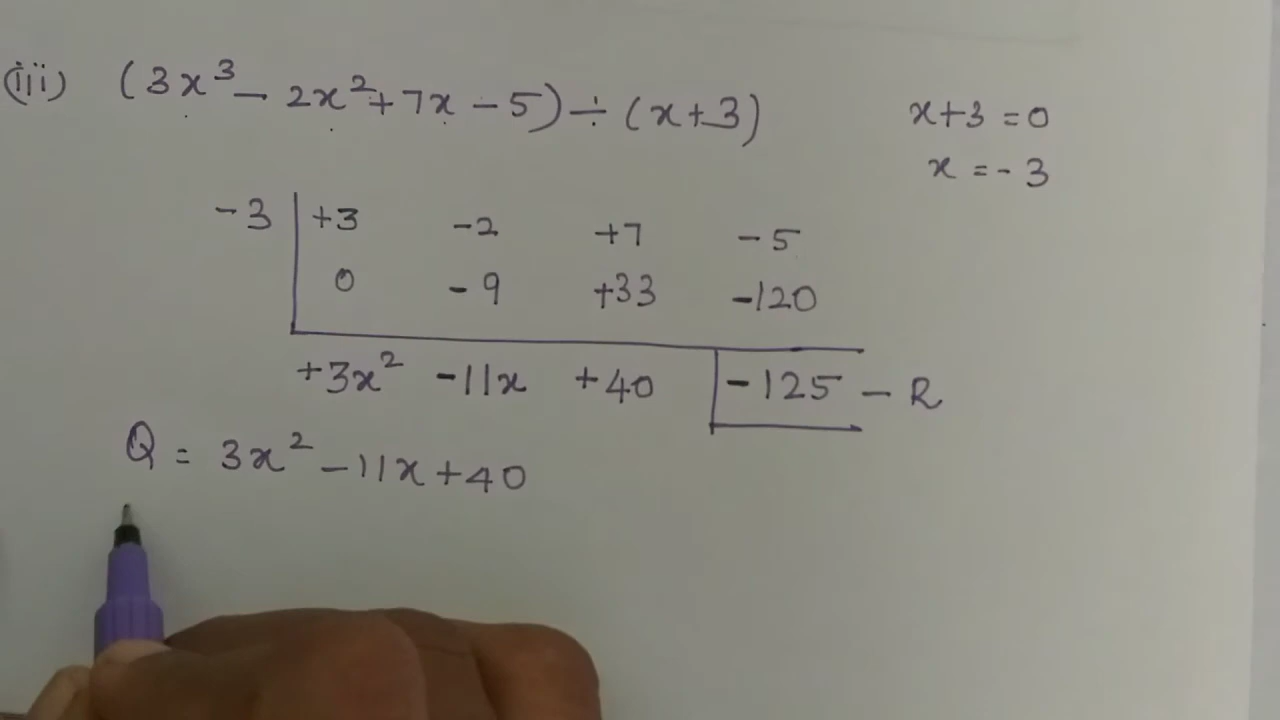 (iii) (3x³ - 2x² + 7x - 5) ÷ (x+3)
x+3 = 0
x = -3
-3 | +3 -2 +7 -5
0 -9 +33 -120
+3x² -11x +40 -125 - R
Q = 3x² - 11x + 40